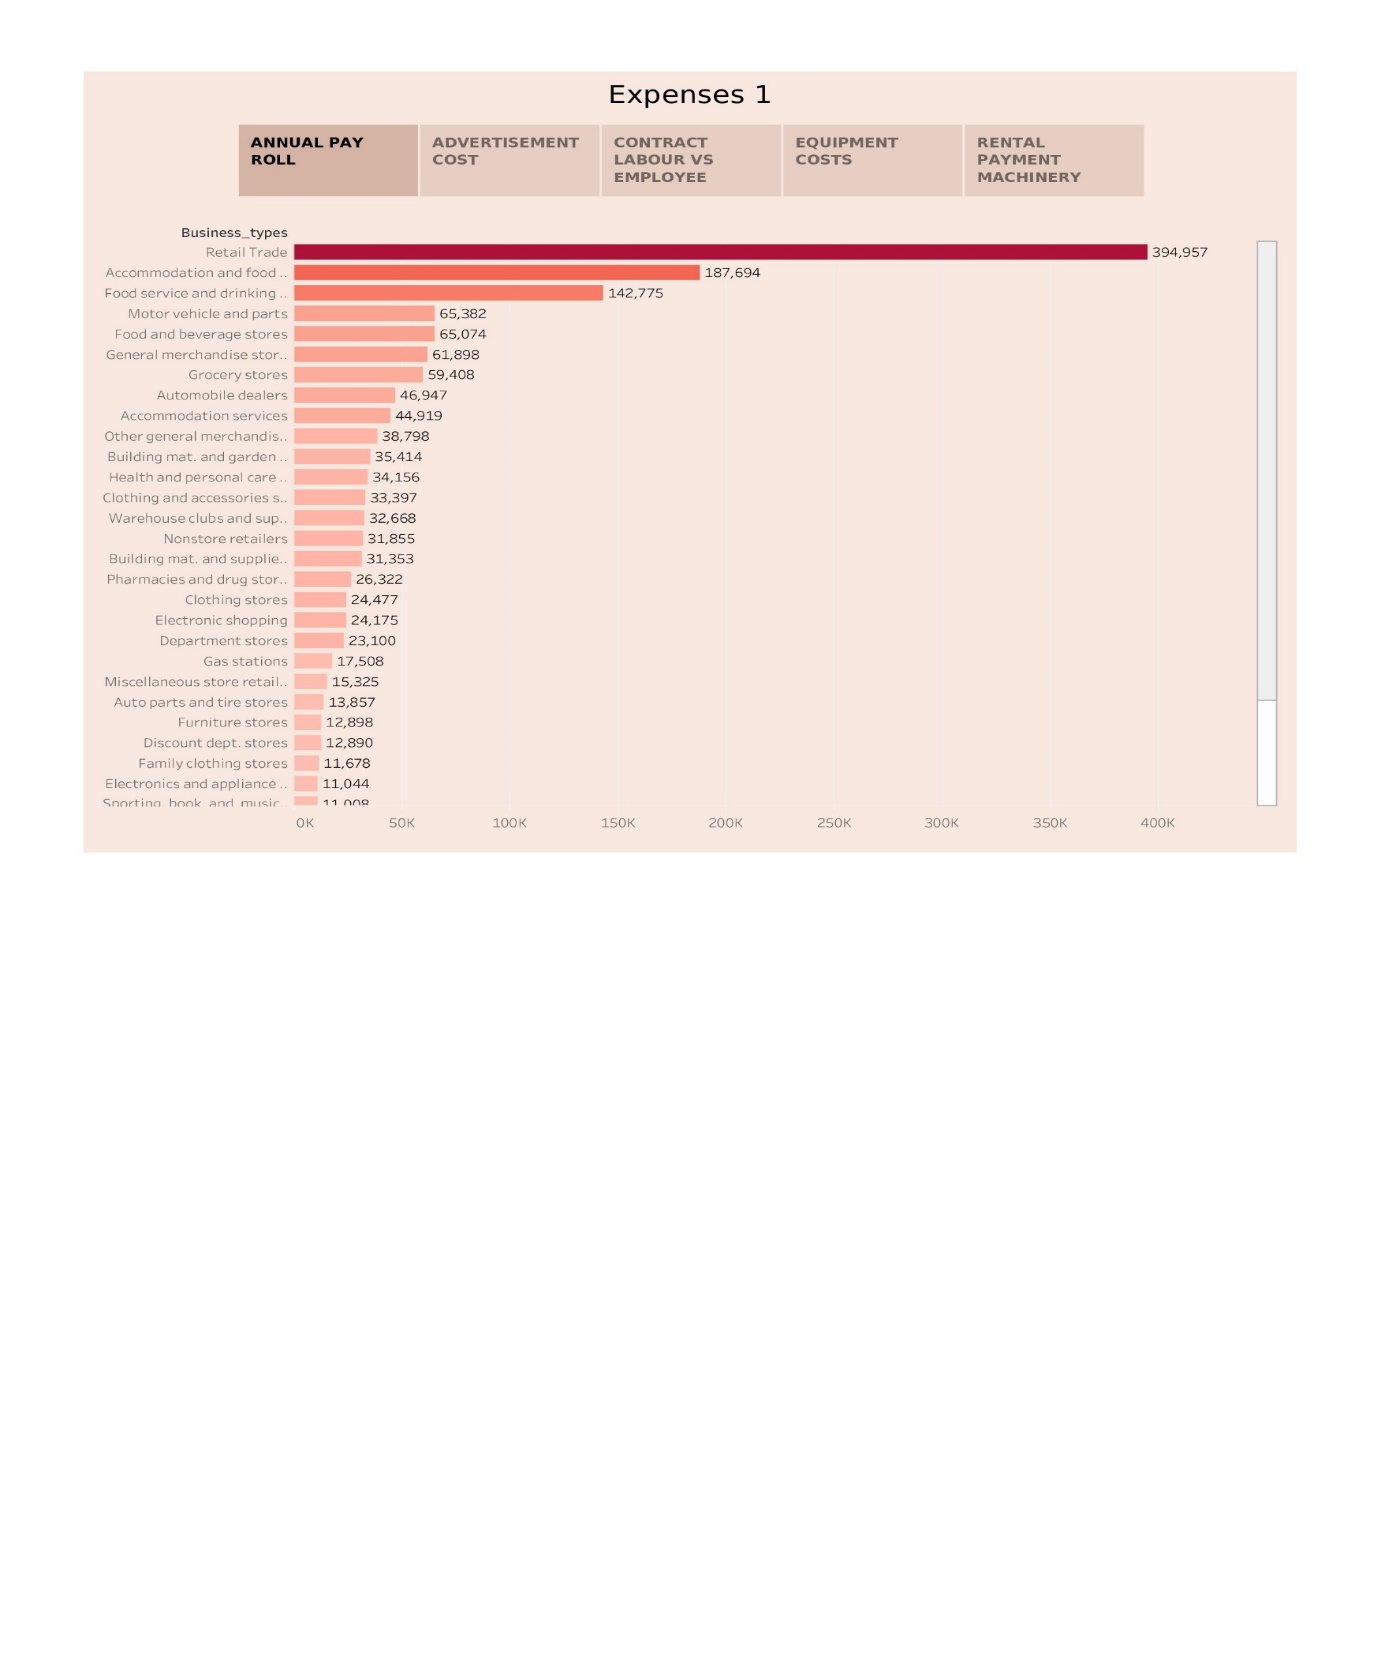 Expenses 1
ANNUAL PAY
ROLL
ADVERTISEMENT
COST
CONTRACT
LABOUR VS
EMPLOYEE
EQUIPMENT
COSTS
RENTAL
PAYMENT
MACHINERY
Business_types
Retail Trade 394,957
Accommodation and food .. 187,694
Food service and drinking .. 142,775
Motor vehicle and parts 65,382
Food and beverage stores 65,074
General merchandise stor.. 61,898
Grocery stores 59,408
Automobile dealers 46,947
Accommodation services 44,919
Other general merchandis.. 38,798
Building mat. and garden .. 35,414
Health and personal care .. 34,156
Clothing and accessories s.. 33,397
Warehouse clubs and sup.. 32,668
Nonstore retailers 31,855
Building mat. and supplie.. 31,353
Pharmacies and drug stor.. 26,322
Clothing stores 24,477
Electronic shopping 24,175
Department stores 23,100
Gas stations 17,508
Miscellaneous store retail.. 15,325
Auto parts and tire stores 13,857
Furniture stores 12,898
Discount dept. stores 12,890
Family clothing stores 11,678
Electronics and appliance .. 11,044
Sporting, book, and music.. 11,008
0K 50K 100K 150K 200K 250K 300K 350K 400K